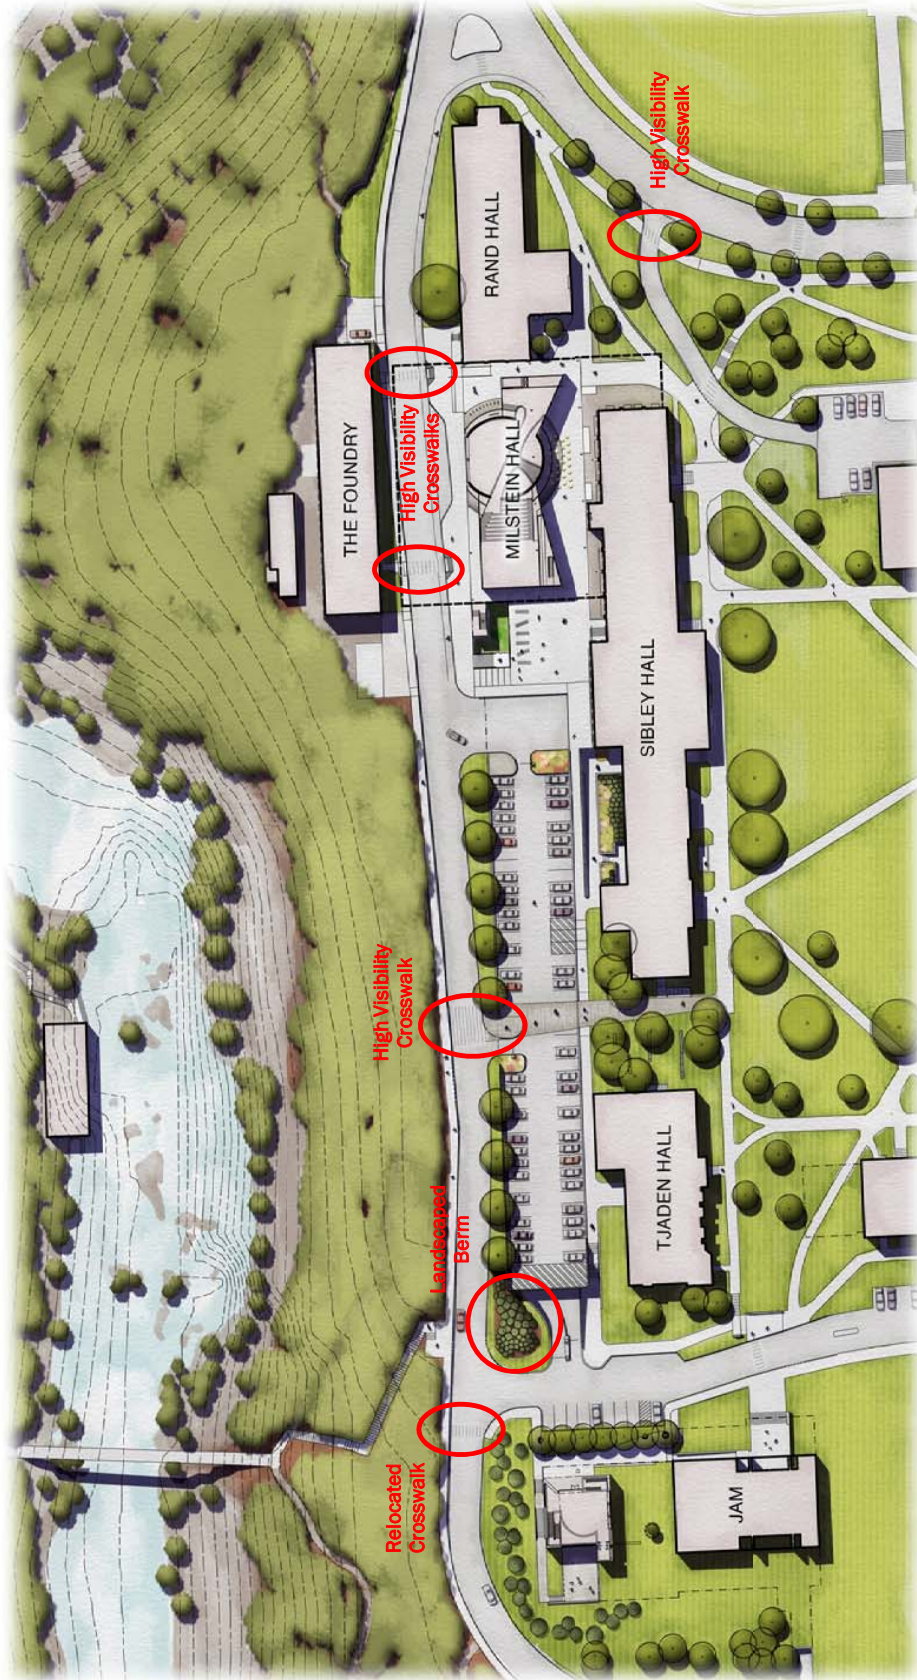 High Visibility
Crosswalk
RAND HALL
THE FOUNDRY
High Visibility
Crosswalks
MILSTEIN HALL
SIBLEY HALL
High Visibility
Crosswalk
TJADEN HALL
Landscaped
Berm
Relocated
Crosswalk
JAM